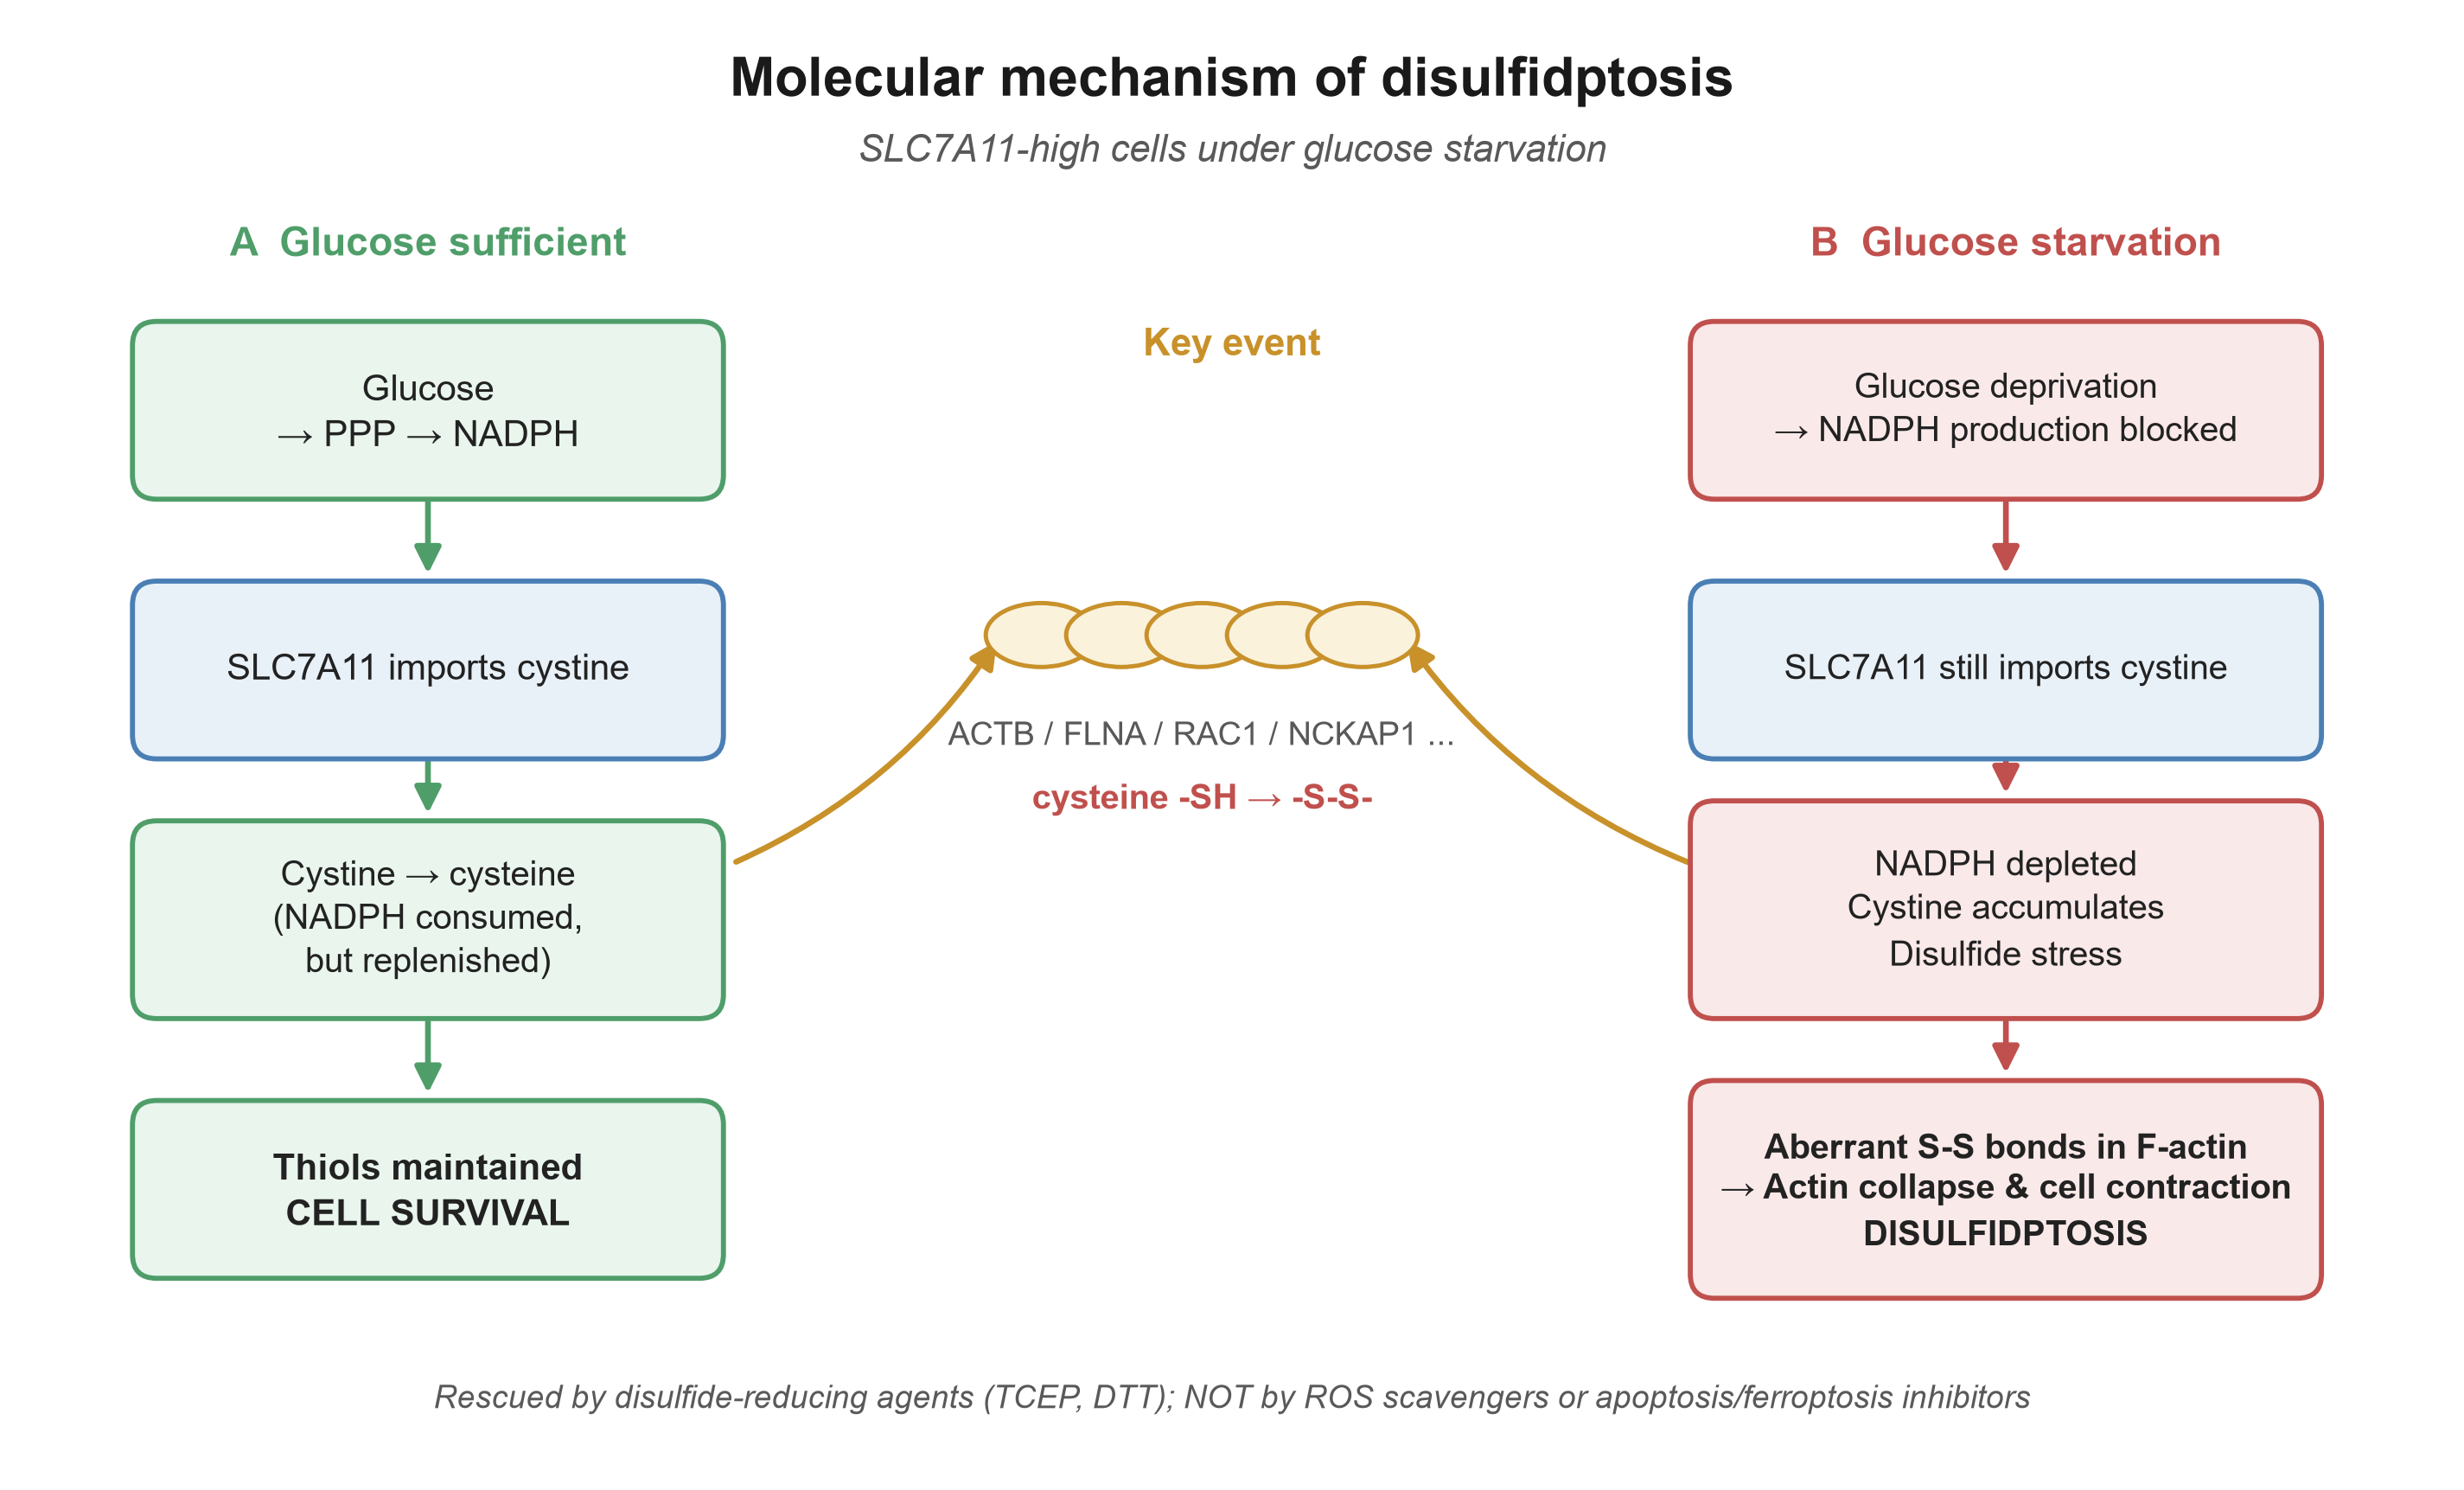 Molecular mechanism of disulfidptosis
SLC7A11-high cells under glucose starvation
A Glucose sufficient
Glucose
→ PPP → NADPH
SLC7A11 imports cystine
Cystine → cysteine
(NADPH consumed,
but replenished)
Thiols maintained
CELL SURVIVAL
Key event
ACTB / FLNA / RAC1 / NCKAP1 ...
cysteine -SH → -S-S-
B Glucose starvation
Glucose deprivation
→ NADPH production blocked
SLC7A11 still imports cystine
NADPH depleted
Cystine accumulates
Disulfide stress
Aberrant S-S bonds in F-actin
→ Actin collapse & cell contraction
DISULFIDPTOSIS
Rescued by disulfide-reducing agents (TCEP, DTT); NOT by ROS scavengers or apoptosis/ferroptosis inhibitors